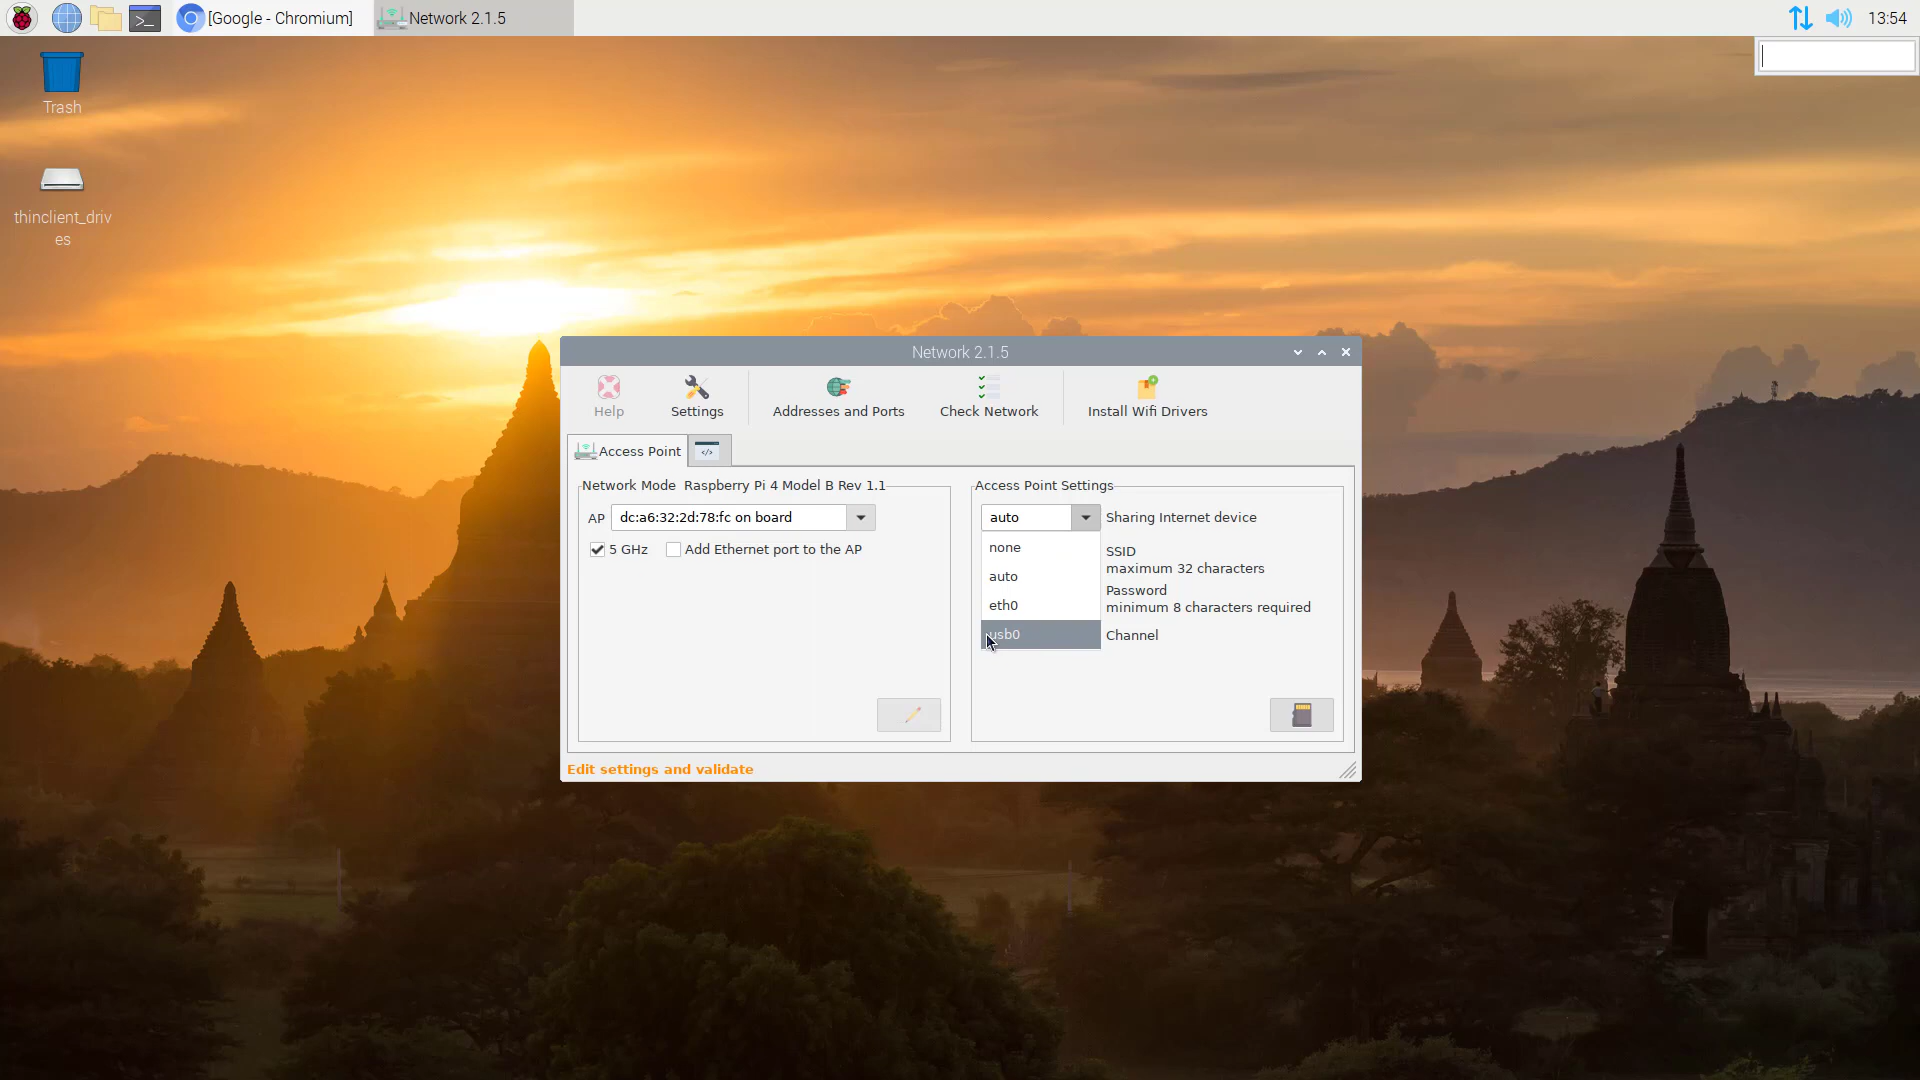 [Google - Chromium]
Network 2.1.5
13:54
Trash
thinclient_driv
es
Network 2.1.5
Help
Settings
Addresses and Ports
Check Network
Install Wifi Drivers
Access Point
</>
Network Mode Raspberry Pi 4 Model B Rev 1.1
AP
dc:a6:32:2d:78:fc on board
5 GHz
Add Ethernet port to the AP
Access Point Settings
auto
Sharing Internet device
none
auto
eth0
usb0
SSID
maximum 32 characters
Password
minimum 8 characters required
Channel
Edit settings and validate